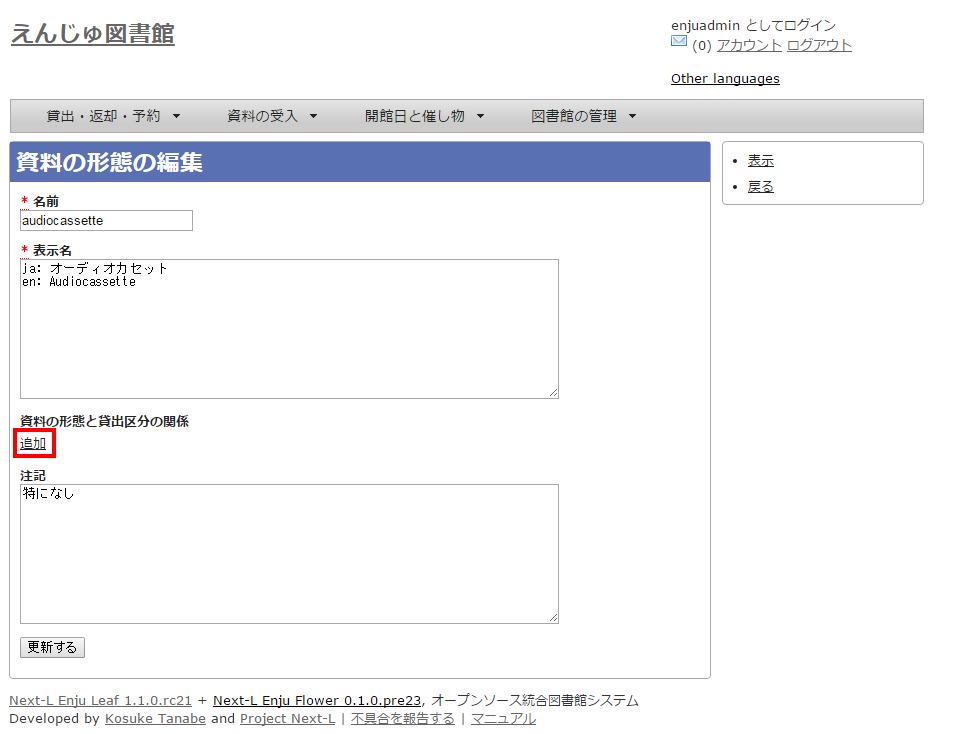 えんじゅ図書館
enjuadmin としてログイン
(0) アカウント ログアウト
Other languages
貸出・返却・予約 ▼ 資料の受入 ▼ 開館日と催し物 ▼ 図書館の管理 ▼
資料の形態の編集
* 名前
audiocassette
* 表示名
ja: オーディオカセット
en: Audiocassette
資料の形態と貸出区分の関係
追加
注記
特になし
更新する
• 表示
• 戻る
Next-L Enju Leaf 1.1.0.rc21 + Next-L Enju Flower 0.1.0.pre23, オープンソース統合図書館システム
Developed by Kosuke Tanabe and Project Next-L | 不具合を報告する | マニュアル